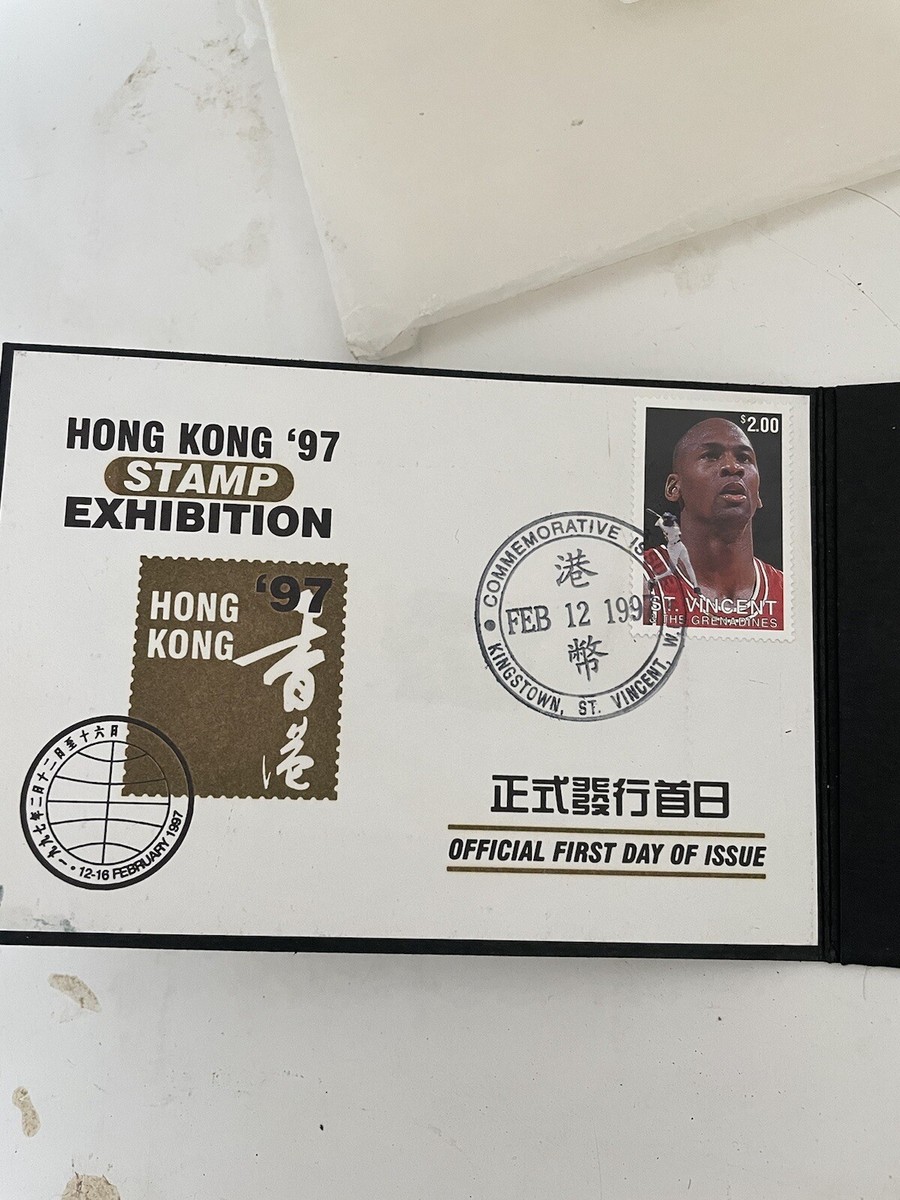 HONG KONG ‘97
STAMP
EXHIBITION
‘97
HONG
KONG
香港
一九九七年二月十二日至十六日
• 12-16 FEBRUARY 1997
$2.00
ST. VINCENT
& THE GRENADINES
COMMEMORATIVE IS
港
FEB 12 1997
幣
KINGSTOWN, ST. VINCENT, W.
正式發行首日
OFFICIAL FIRST DAY OF ISSUE